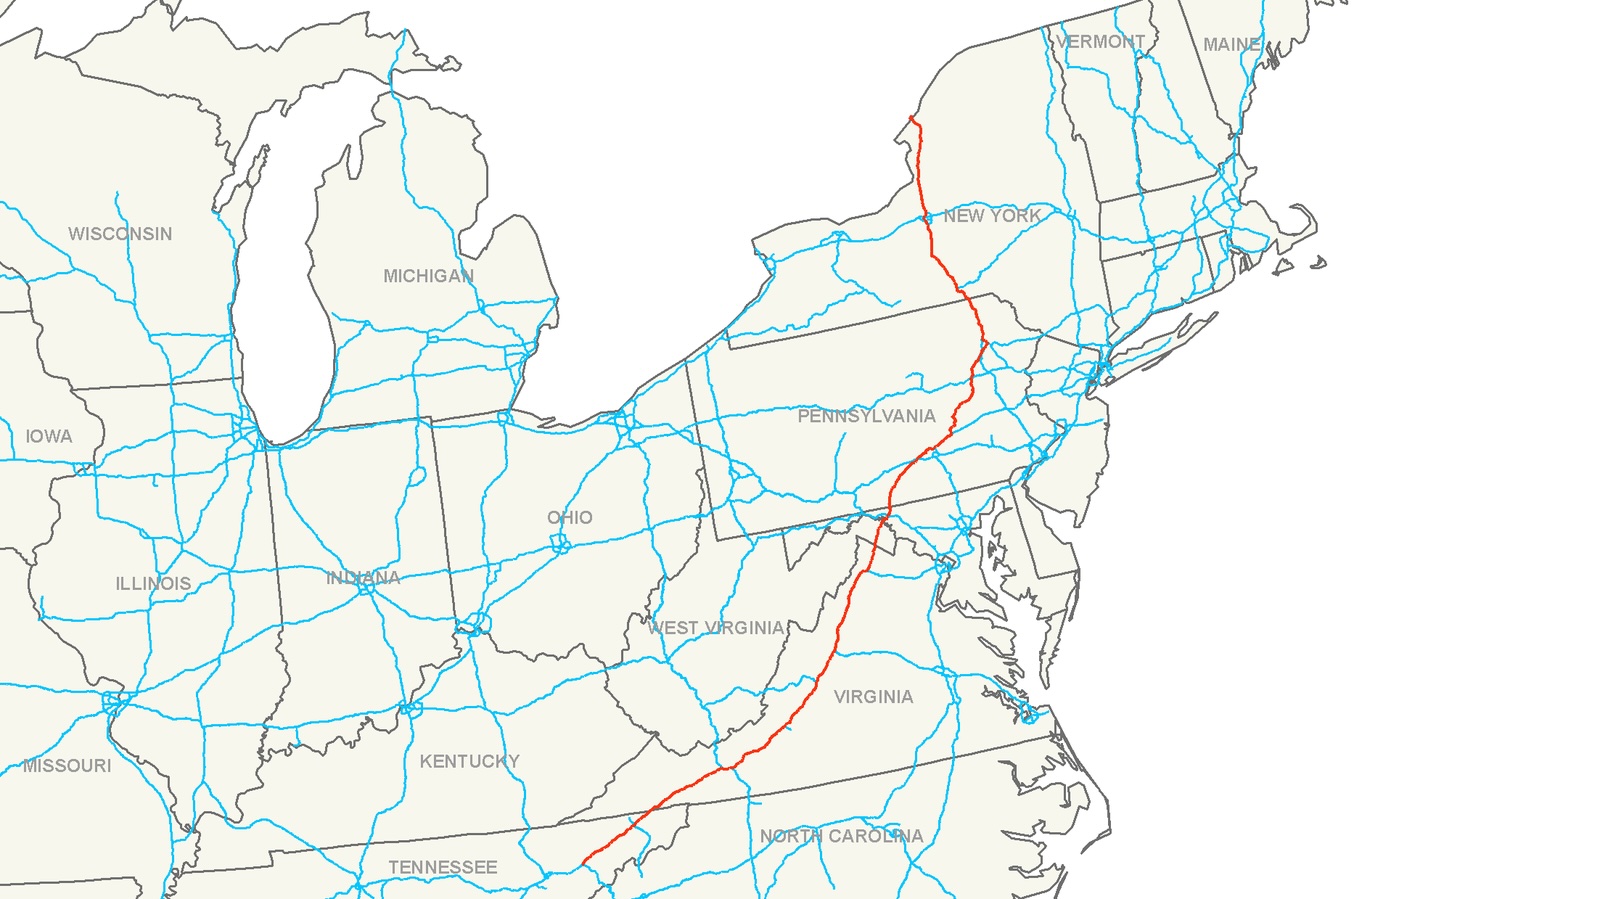 VERMONT
MAINE
NEW YORK
WISCONSIN
MICHIGAN
PENNSYLVANIA
IOWA
OHIO
ILLINOIS
INDIANA
WEST VIRGINIA
VIRGINIA
KENTUCKY
MISSOURI
NORTH CAROLINA
TENNESSEE